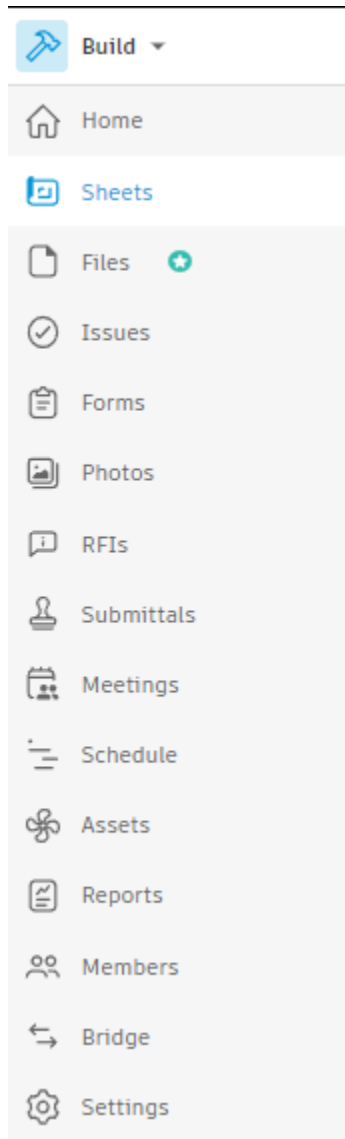 Build
Home
Sheets
Files
Issues
Forms
Photos
RFIs
Submittals
Meetings
Schedule
Assets
Reports
Members
Bridge
Settings